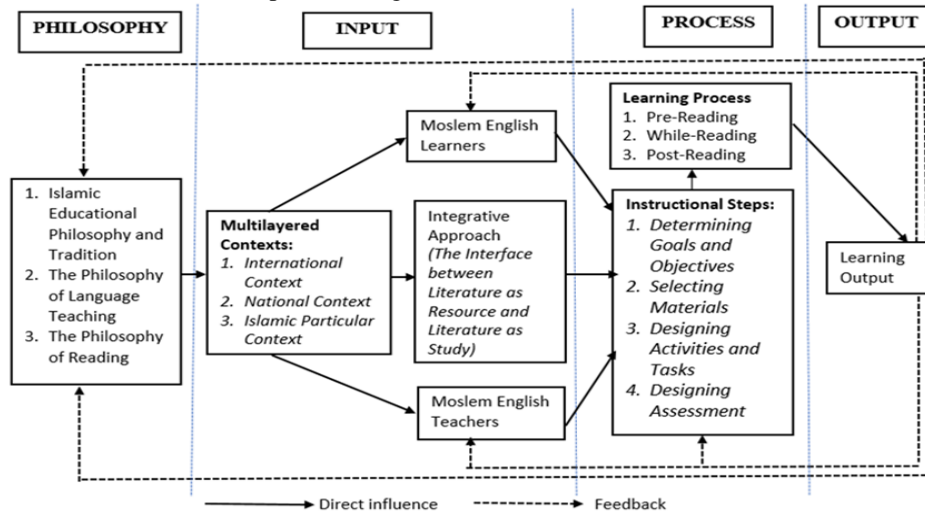 PHILOSOPHY
INPUT
PROCESS
OUTPUT
1. Islamic
Educational
Philosophy and
Tradition
2. The Philosophy
of Language
Teaching
3. The Philosophy
of Reading
Multilayered
Contexts:
1. International
Context
2. National Context
3. Islamic Particular
Context
Moslem English
Learners
Integrative
Approach
(The Interface
between
Literature as
Resource and
Literature as
Study)
Moslem English
Teachers
Learning Process
1. Pre-Reading
2. While-Reading
3. Post-Reading
Instructional Steps:
1. Determining
Goals and
Objectives
2. Selecting
Materials
3. Designing
Activities and
Tasks
4. Designing
Assessment
Learning
Output
Direct influence
Feedback